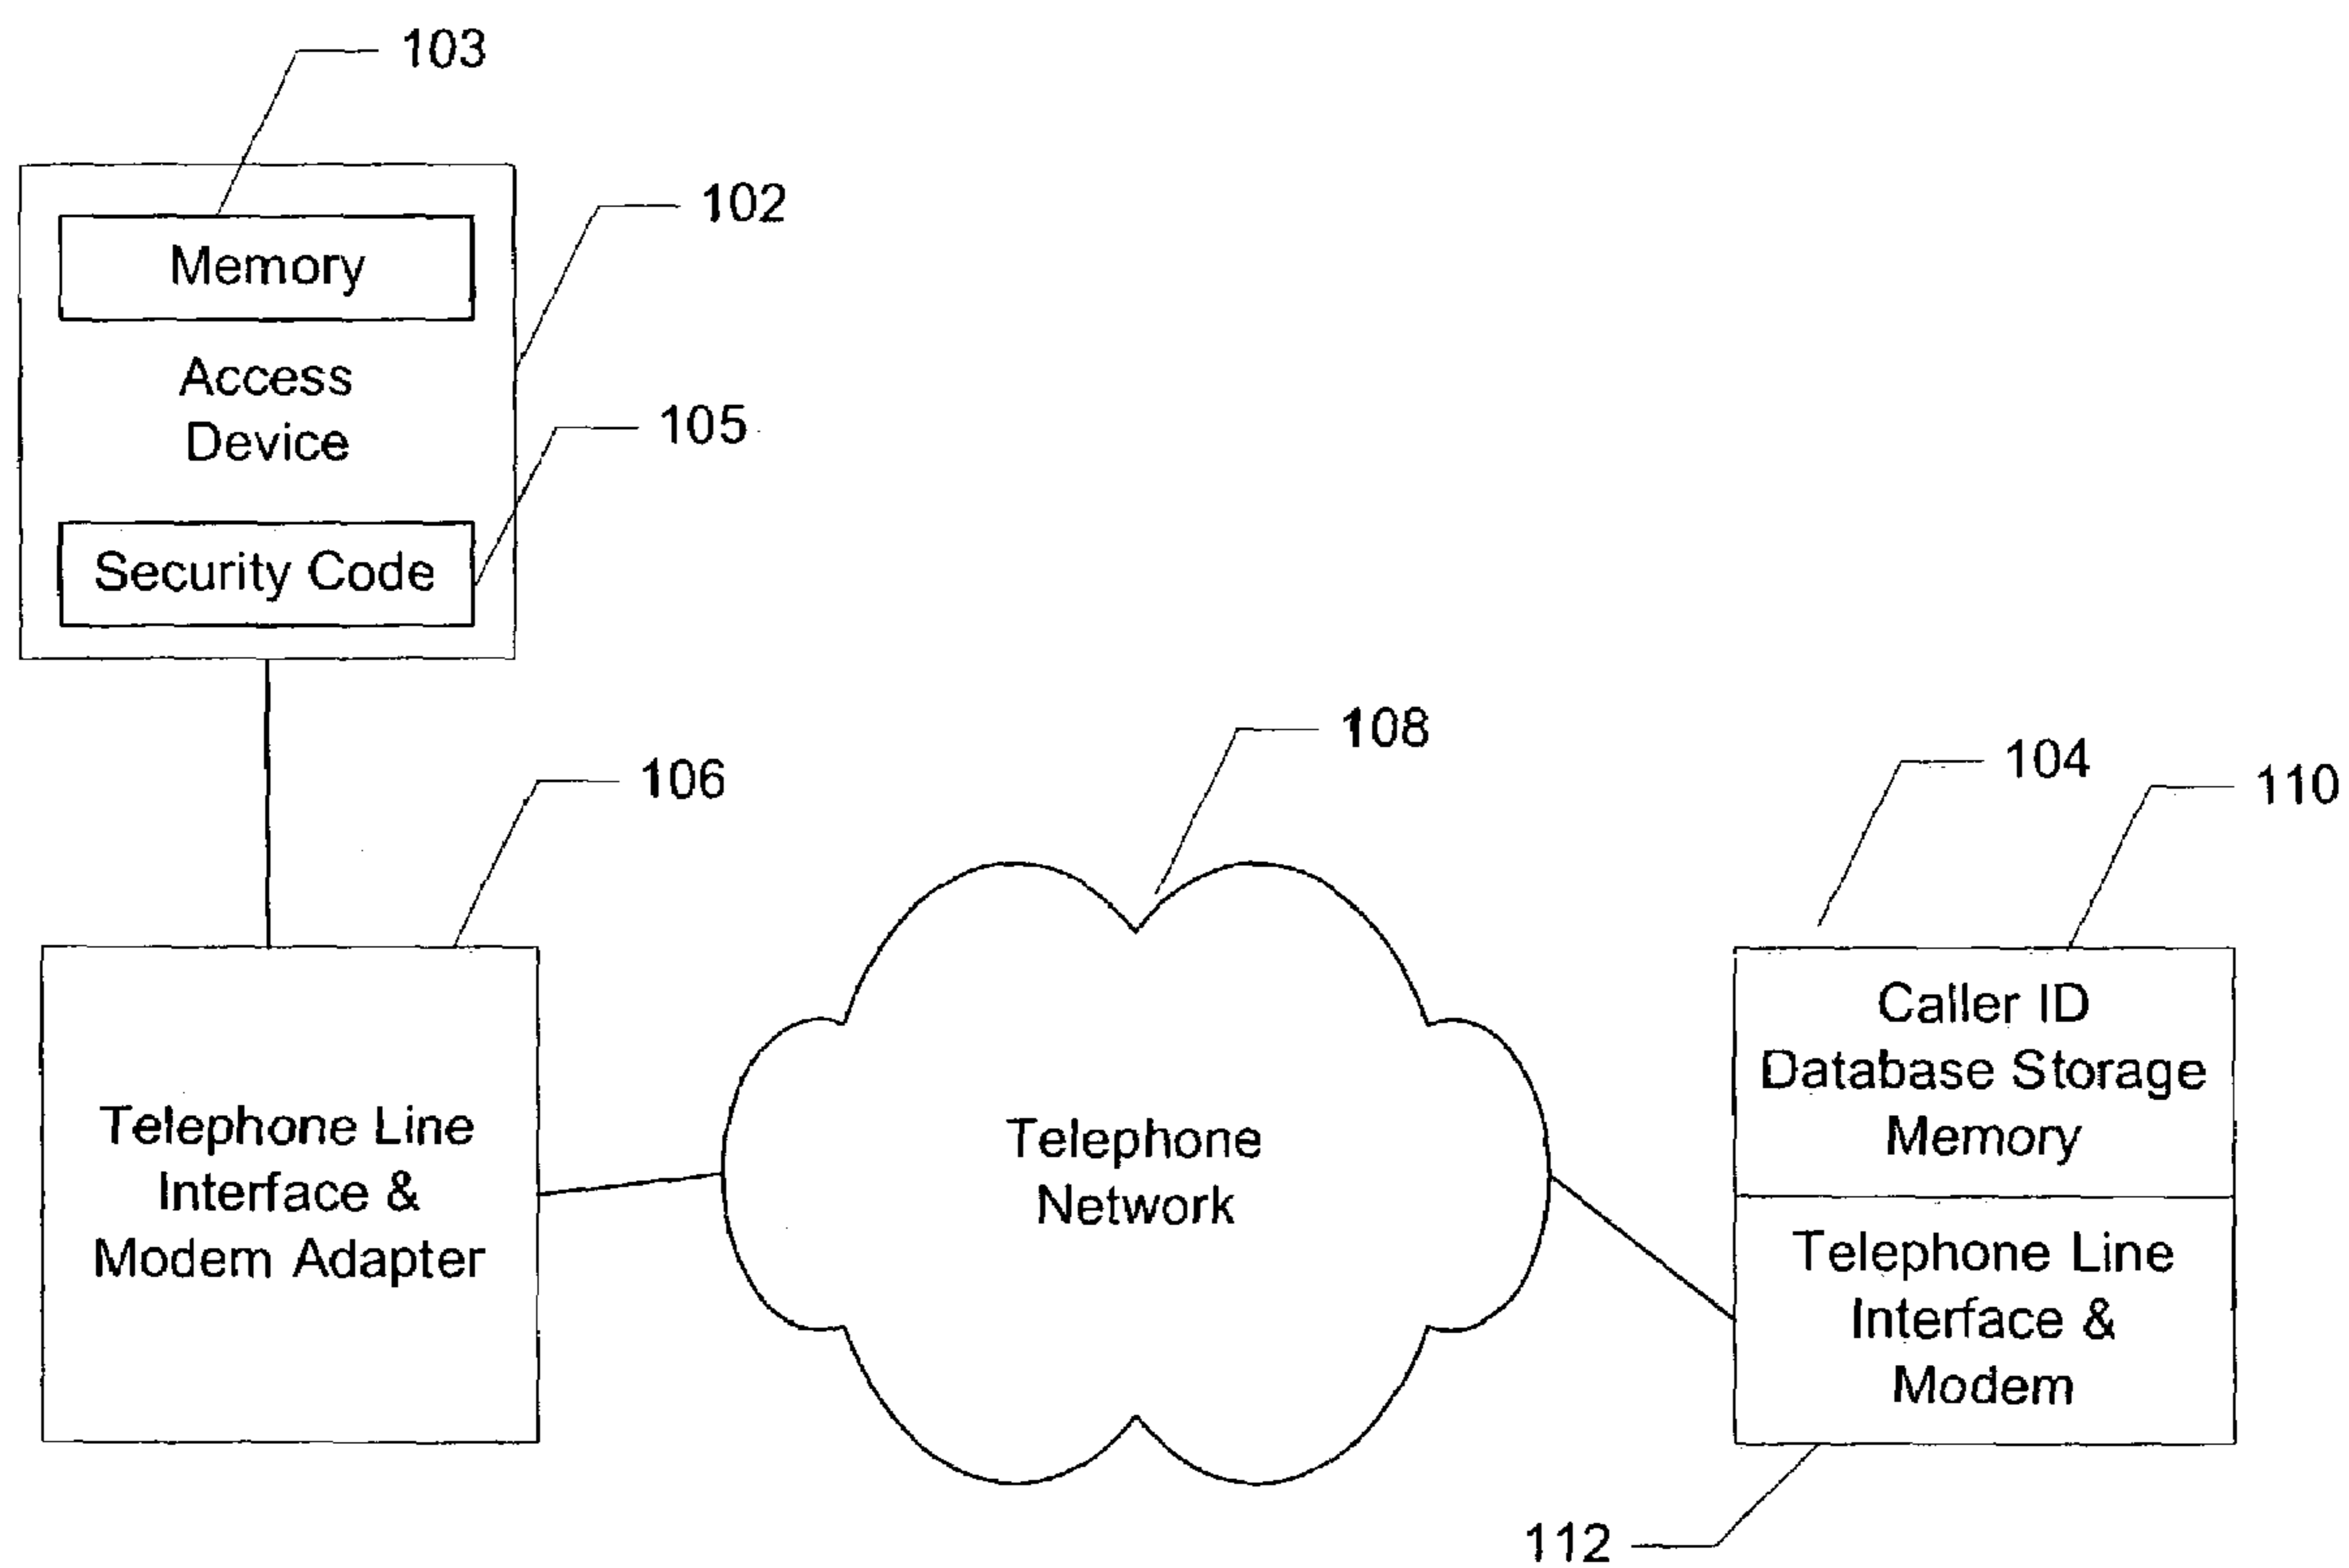 103
102
Memory
Access
Device
105
Security Code
108
104
110
106
Caller ID
Database Storage
Memory
Telephone Line
Interface &
Modem Adapter
Telephone
Network
Telephone Line
Interface &
Modem
112